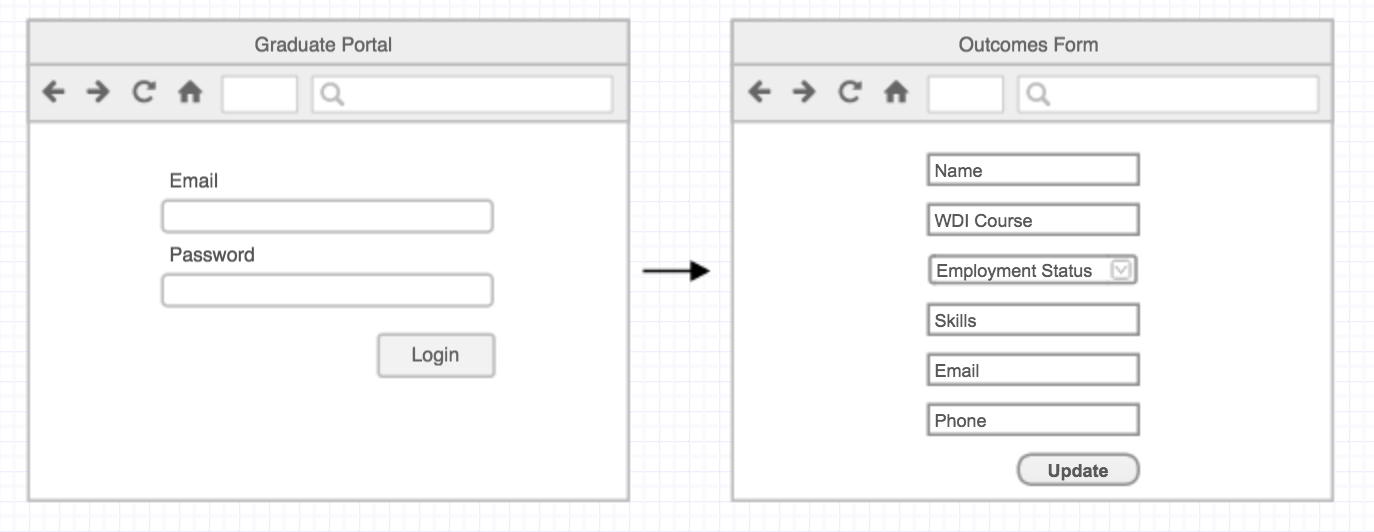 Graduate Portal
Email
Password
Login
Outcomes Form
Name
WDI Course
Employment Status
Skills
Email
Phone
Update